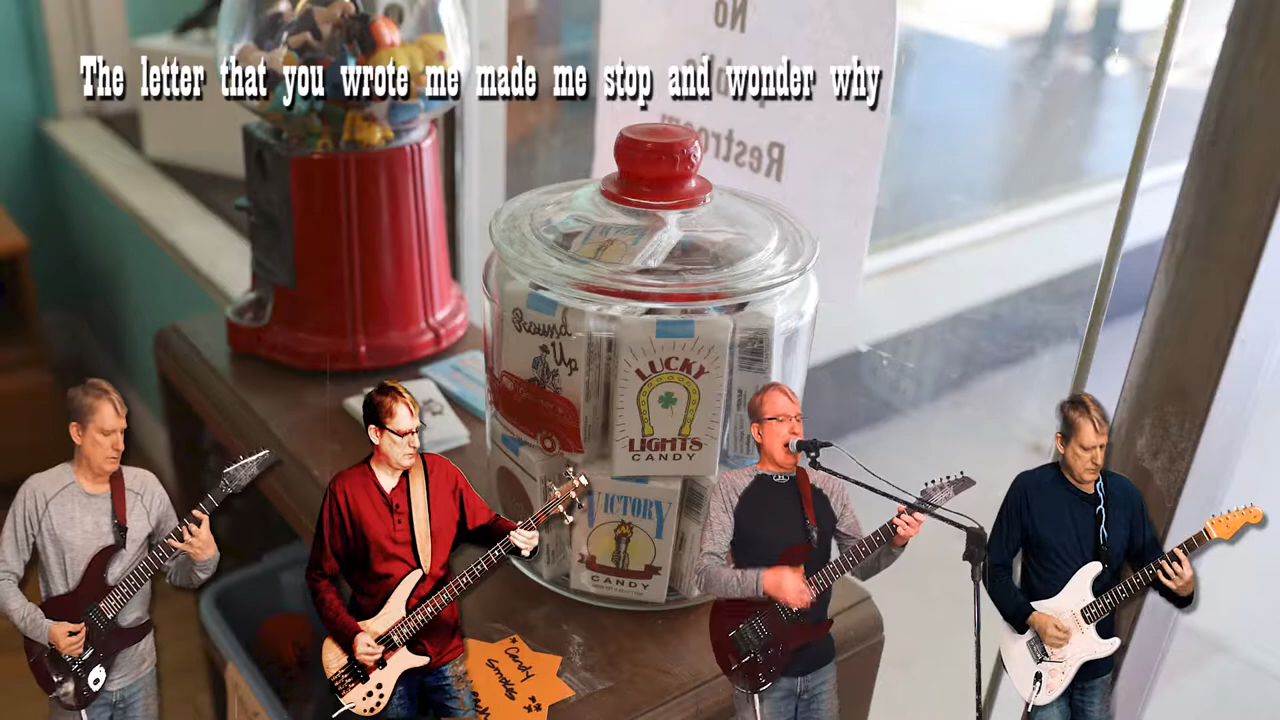 The letter that you wrote me made me stop and wonder why
No
Restroom
Round
Up
LUCKY
LIGHTS
CANDY
VICTORY
CANDY
*Candy
Smokes